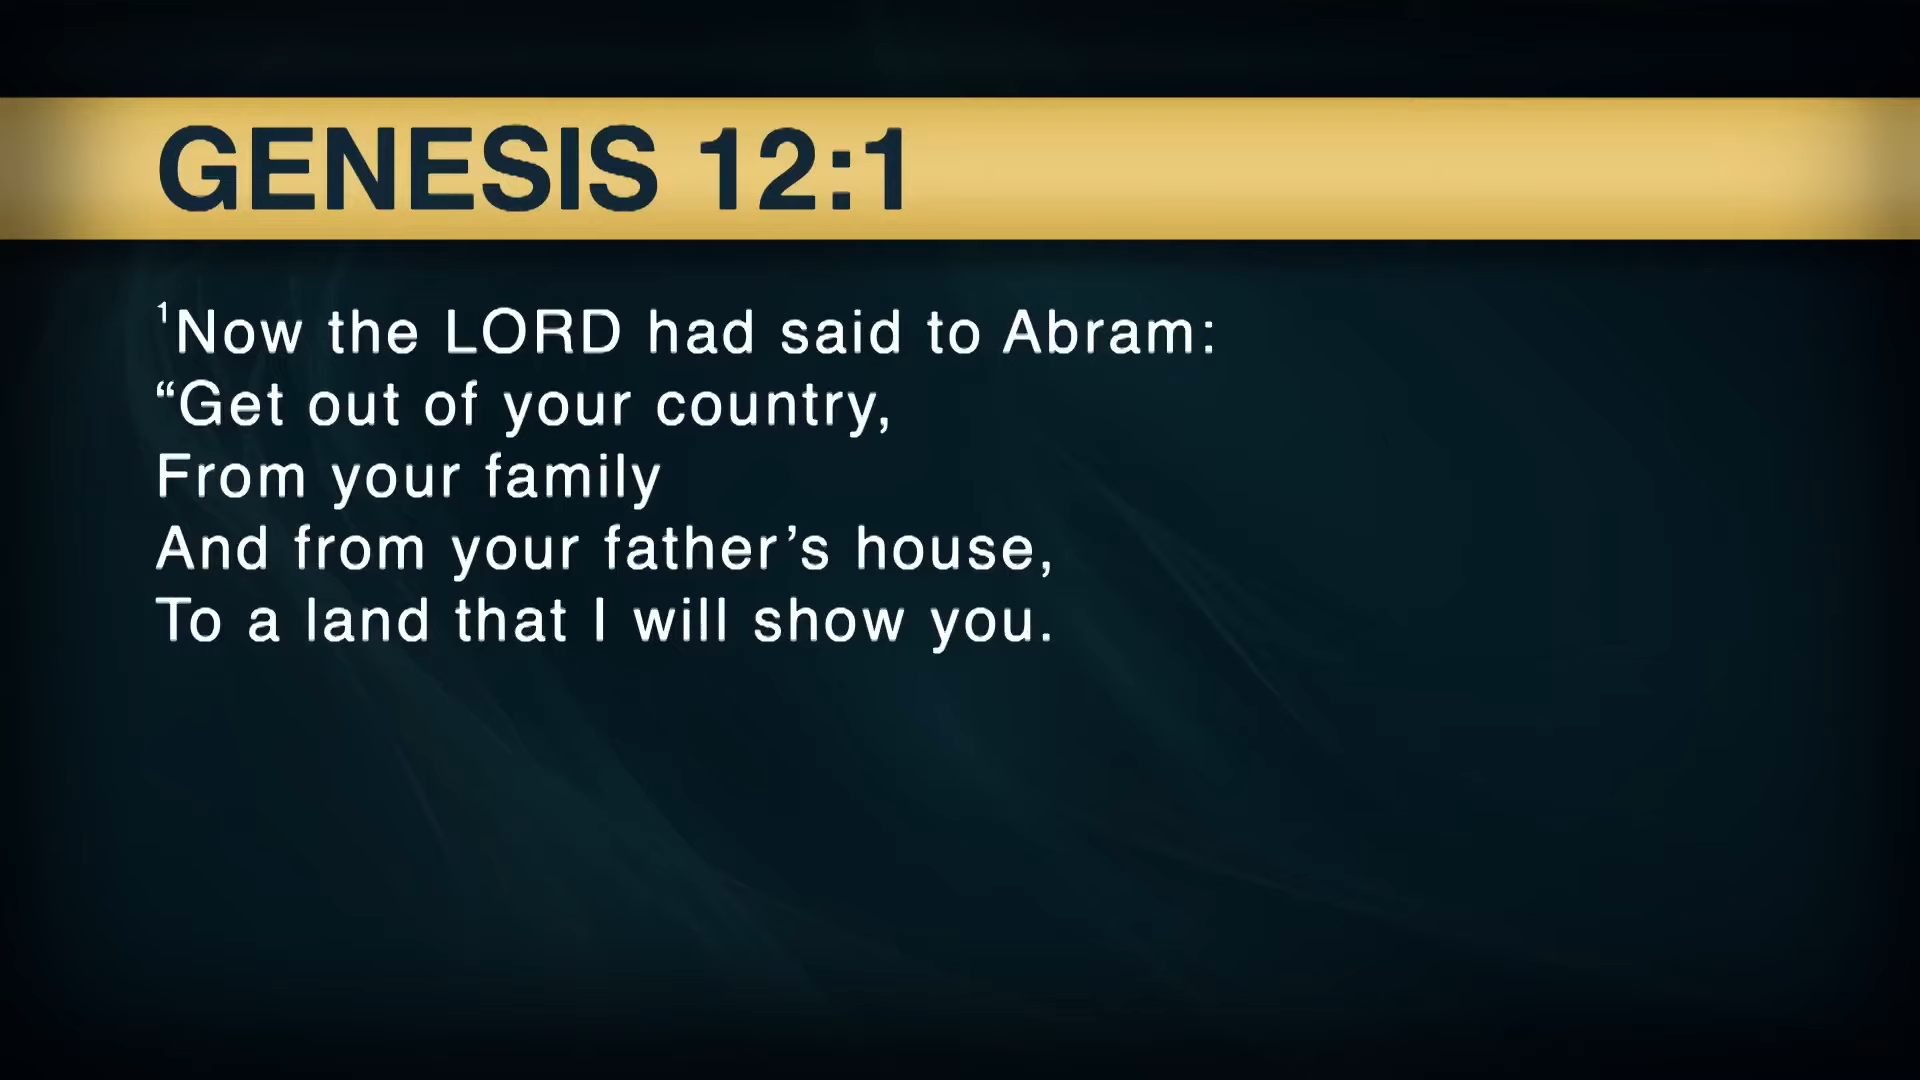 GENESIS 12:1
¹Now the LORD had said to Abram:
“Get out of your country,
From your family
And from your father’s house,
To a land that I will show you.